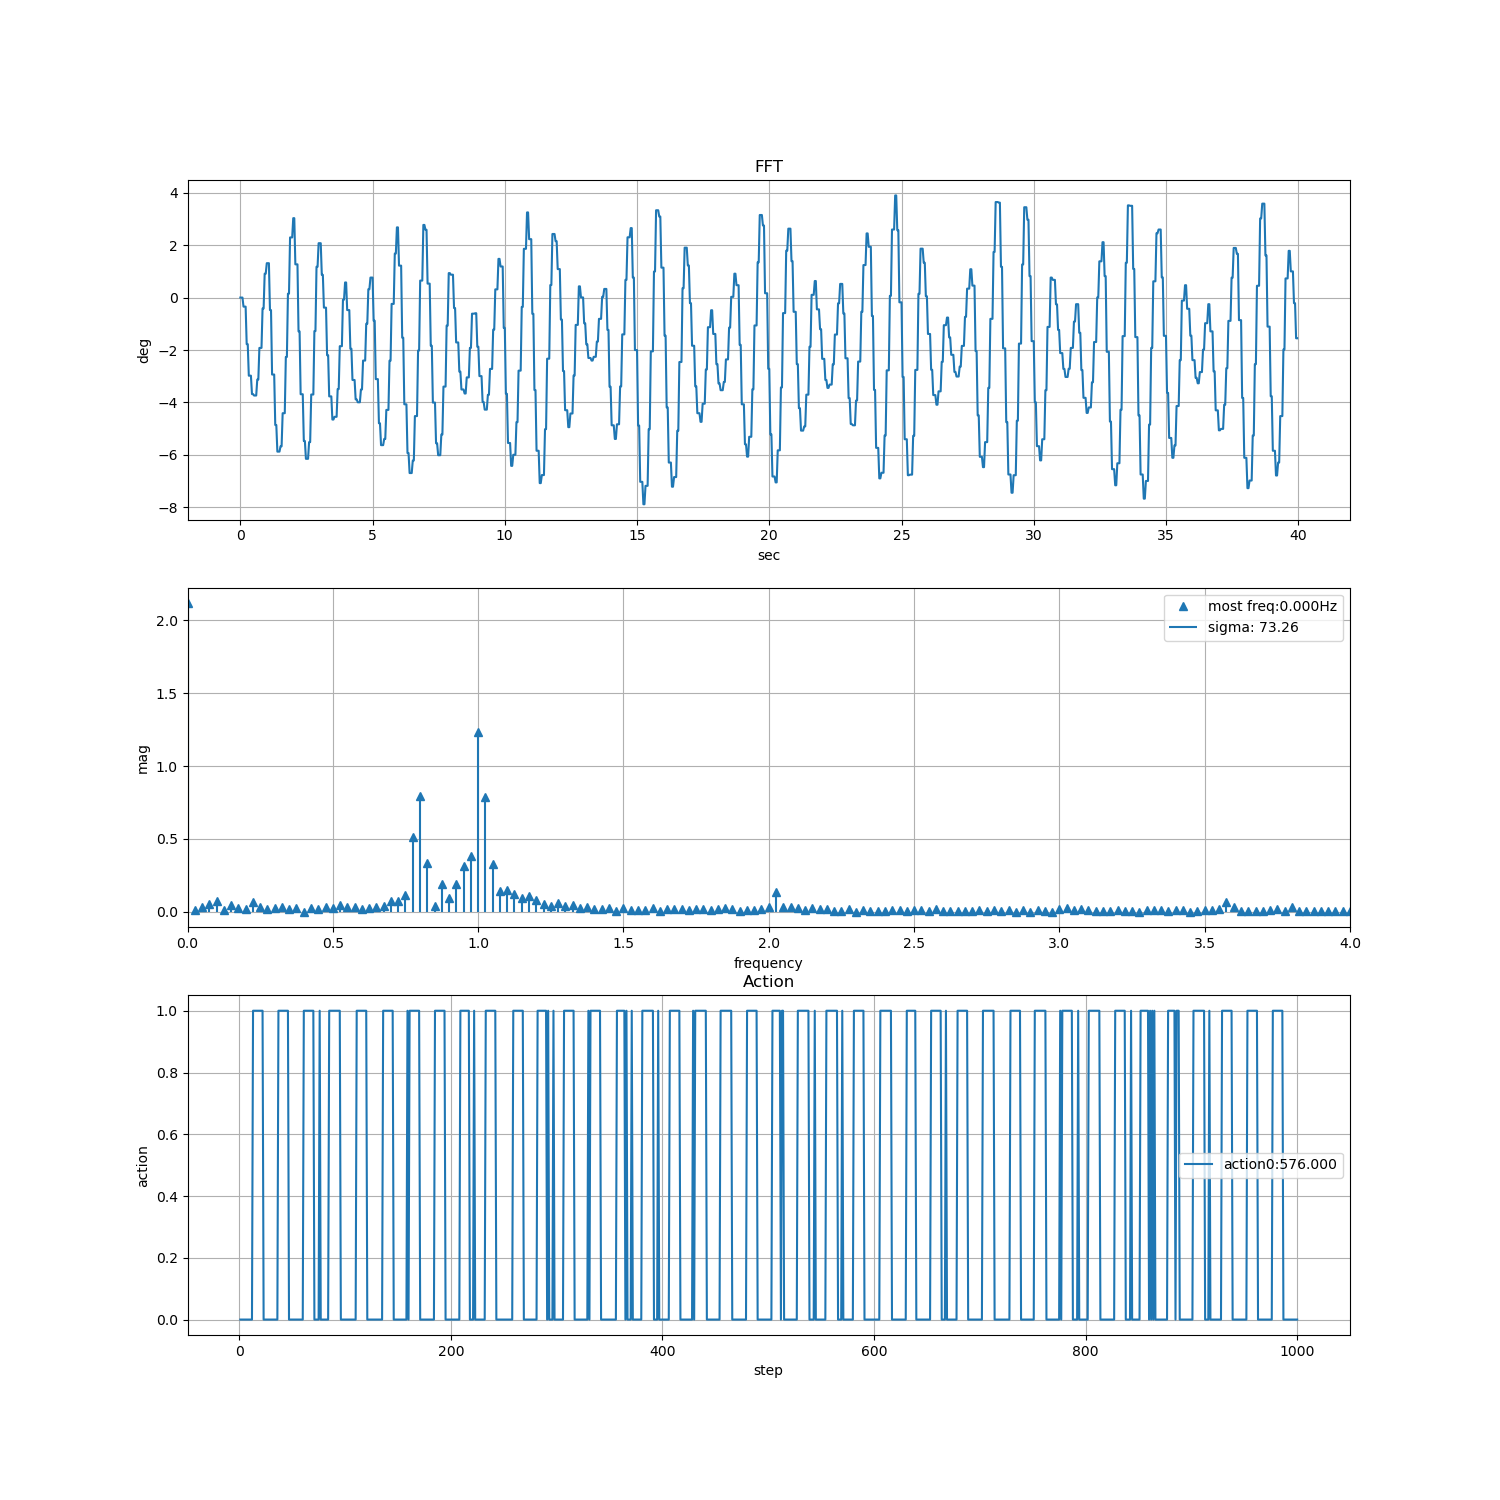 FFT
4
2
0
−2
−4
−6
−8
deg
0 5 10 15 20 25 30 35 40
sec
most freq:0.000Hz
sigma: 73.26
2.0
1.5
1.0
0.5
0.0
mag
0.0 0.5 1.0 1.5 2.0 2.5 3.0 3.5 4.0
frequency
Action
1.0
0.8
0.6
0.4
0.2
0.0
action
action0:576.000
0 200 400 600 800 1000
step